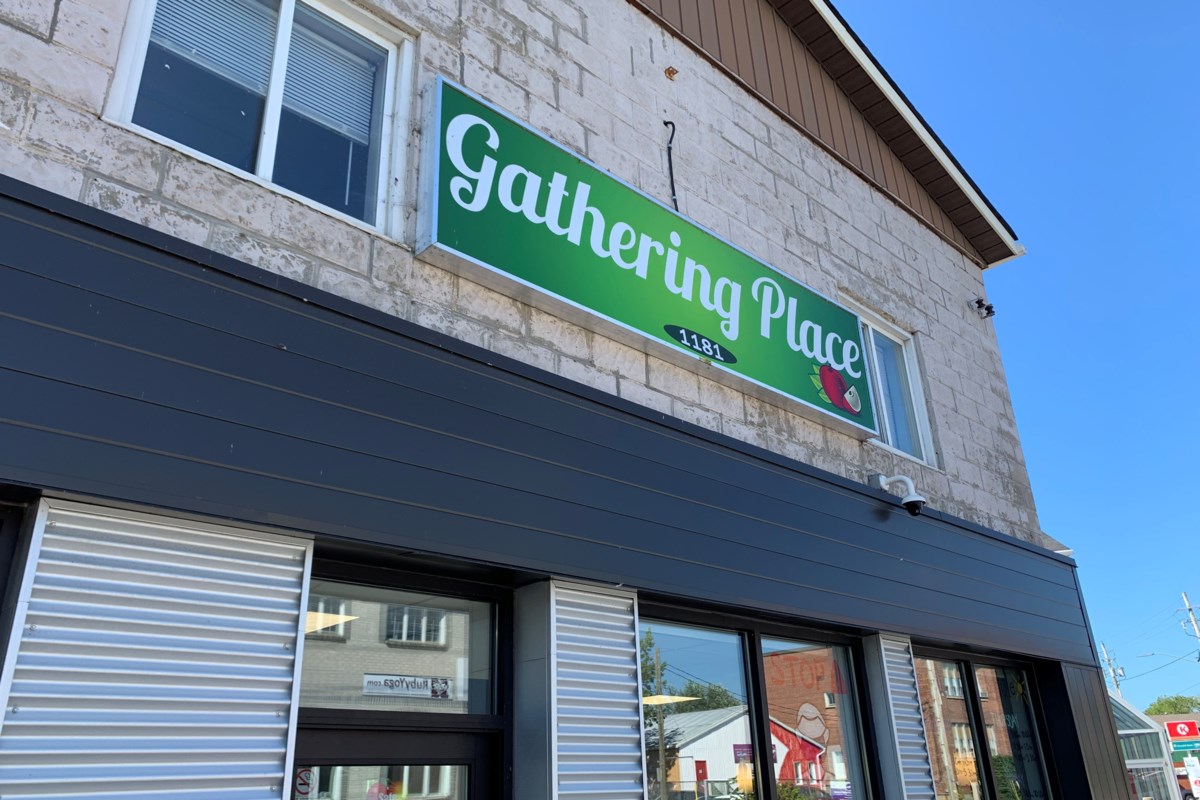 Gathering Place
1181
RubyYoga.com
K